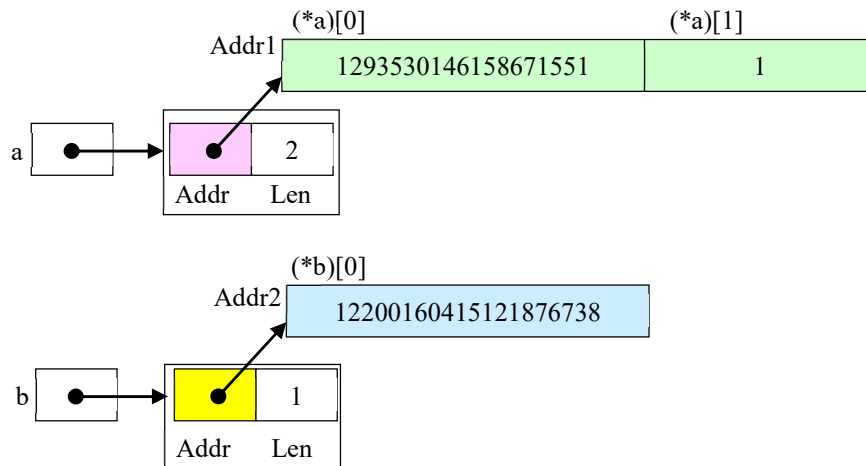 (*a)[0] (*a)[1]
Addr1
1293530146158671551 1
a 2
Addr Len
(*b)[0]
Addr2
12200160415121876738
b 1
Addr Len